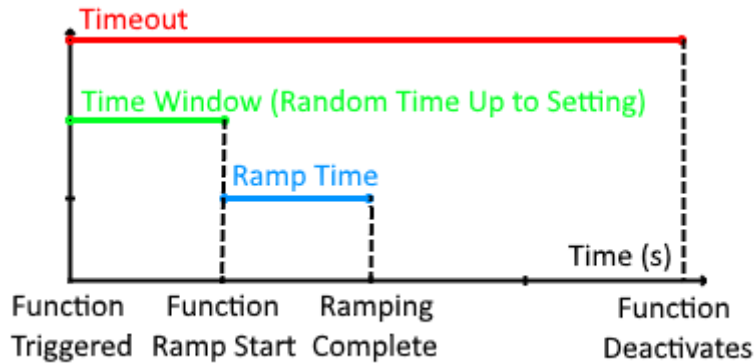 Timeout
Time Window (Random Time Up to Setting)
Ramp Time
Time (s)
Function
Triggered
Function
Ramp Start
Ramping
Complete
Function
Deactivates